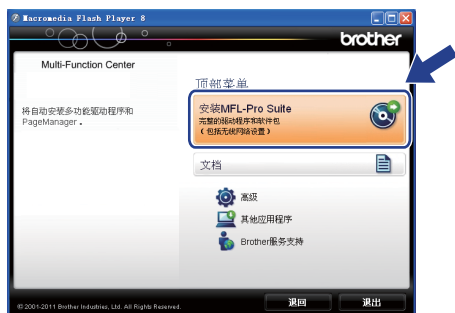 Macromedia Flash Player 8
brother
Multi-Function Center
顶部菜单
将自动安装多功能驱动程序和
PageManager。
安装MFL-Pro Suite
完整的驱动程序和软件包
(包括无线网络设置)
文档
高级
其他应用程序
Brother服务支持
© 2001-2011 Brother Industries, Ltd. All Rights Reserved.
退回
退出